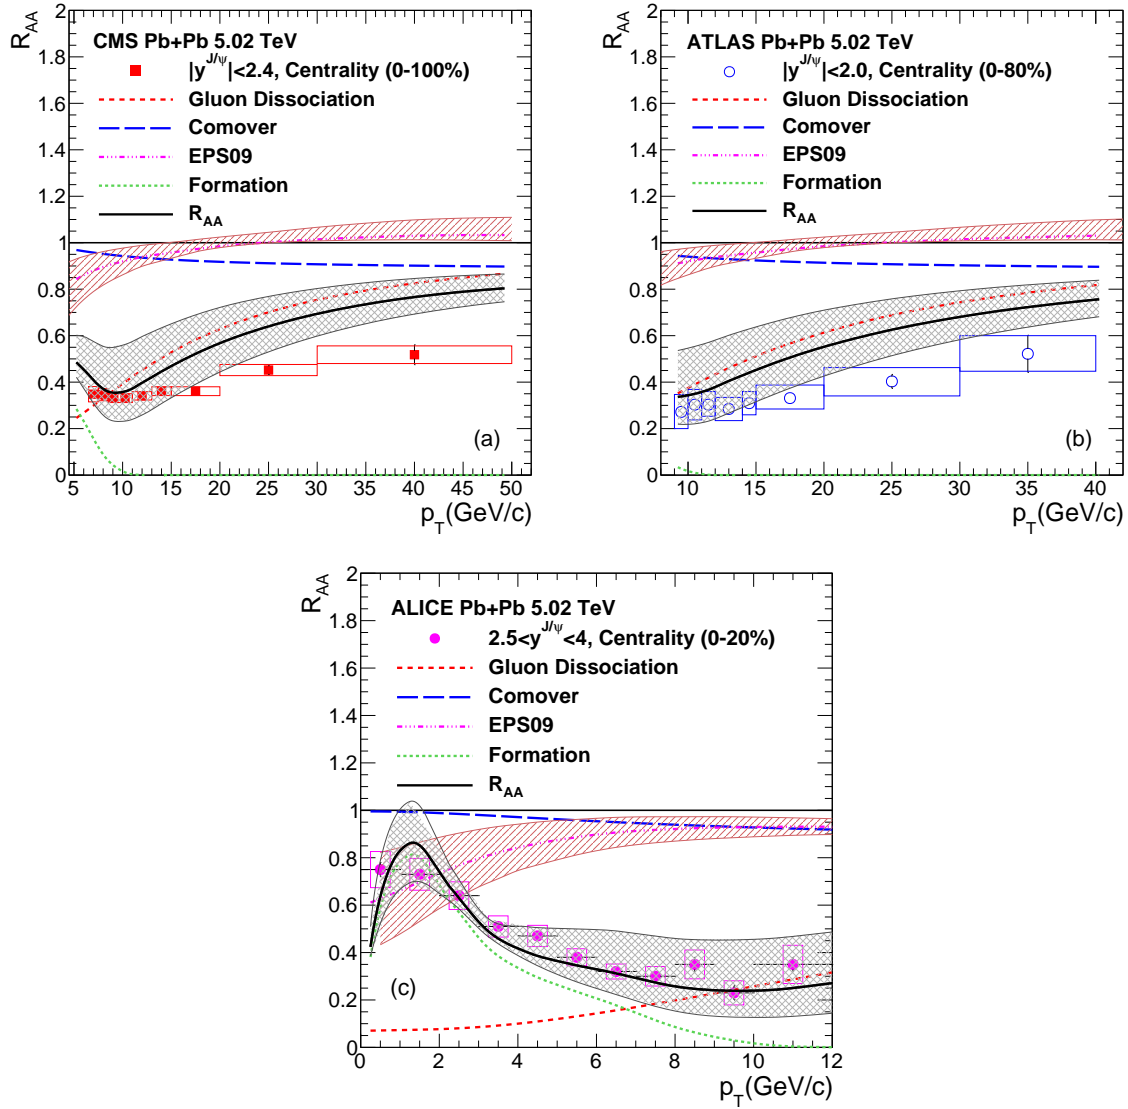 R_AA
2
1.8
1.6
1.4
1.2
1
0.8
0.6
0.4
0.2
0
CMS Pb+Pb 5.02 TeV
|y^J/ψ|<2.4, Centrality (0-100%)
Gluon Dissociation
Comover
EPS09
Formation
R_AA
(a)
5 10 15 20 25 30 35 40 45 50
p_T(GeV/c)
R_AA
2
1.8
1.6
1.4
1.2
1
0.8
0.6
0.4
0.2
0
ATLAS Pb+Pb 5.02 TeV
|y^J/ψ|<2.0, Centrality (0-80%)
Gluon Dissociation
Comover
EPS09
Formation
R_AA
(b)
10 15 20 25 30 35 40
p_T(GeV/c)
R_AA
2
1.8
1.6
1.4
1.2
1
0.8
0.6
0.4
0.2
0
ALICE Pb+Pb 5.02 TeV
2.5<y^J/ψ<4, Centrality (0-20%)
Gluon Dissociation
Comover
EPS09
Formation
R_AA
(c)
0 2 4 6 8 10 12
p_T(GeV/c)